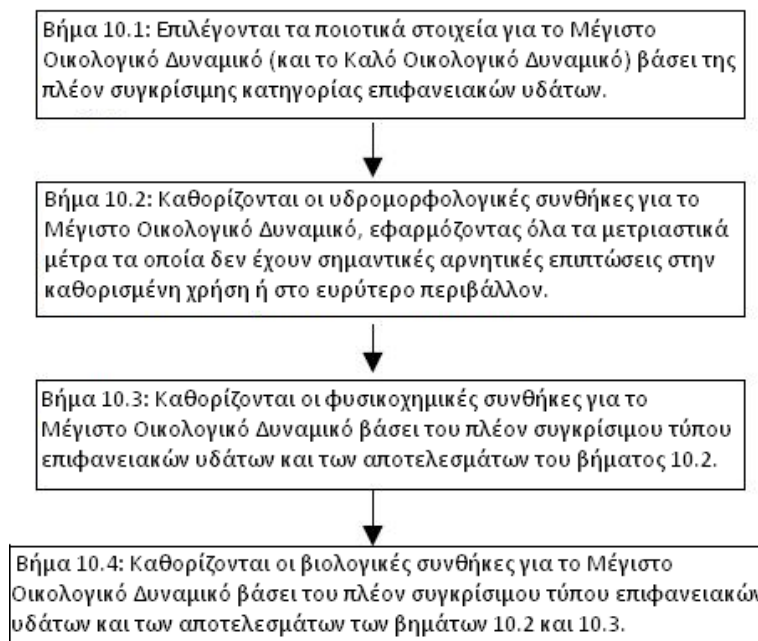 Βήμα 10.1: Επιλέγονται τα ποιοτικά στοιχεία για το Μέγιστο
Οικολογικό Δυναμικό (και το Καλό Οικολογικό Δυναμικό) βάσει της
πλέον συγκρίσιμης κατηγορίας επιφανειακών υδάτων.
Βήμα 10.2: Καθορίζονται οι υδρομορφολογικές συνθήκες για το
Μέγιστο Οικολογικό Δυναμικό, εφαρμόζοντας όλα τα μετριαστικά
μέτρα τα οποία δεν έχουν σημαντικές αρνητικές επιπτώσεις στην
καθορισμένη χρήση ή στο ευρύτερο περιβάλλον.
Βήμα 10.3: Καθορίζονται οι φυσικοχημικές συνθήκες για το
Μέγιστο Οικολογικό Δυναμικό βάσει του πλέον συγκρίσιμου τύπου
επιφανειακών υδάτων και των αποτελεσμάτων του βήματος 10.2.
Βήμα 10.4: Καθορίζονται οι βιολογικές συνθήκες για το Μέγιστο
Οικολογικό Δυναμικό βάσει του πλέον συγκρίσιμου τύπου επιφανειακών
υδάτων και των αποτελεσμάτων των βημάτων 10.2 και 10.3.